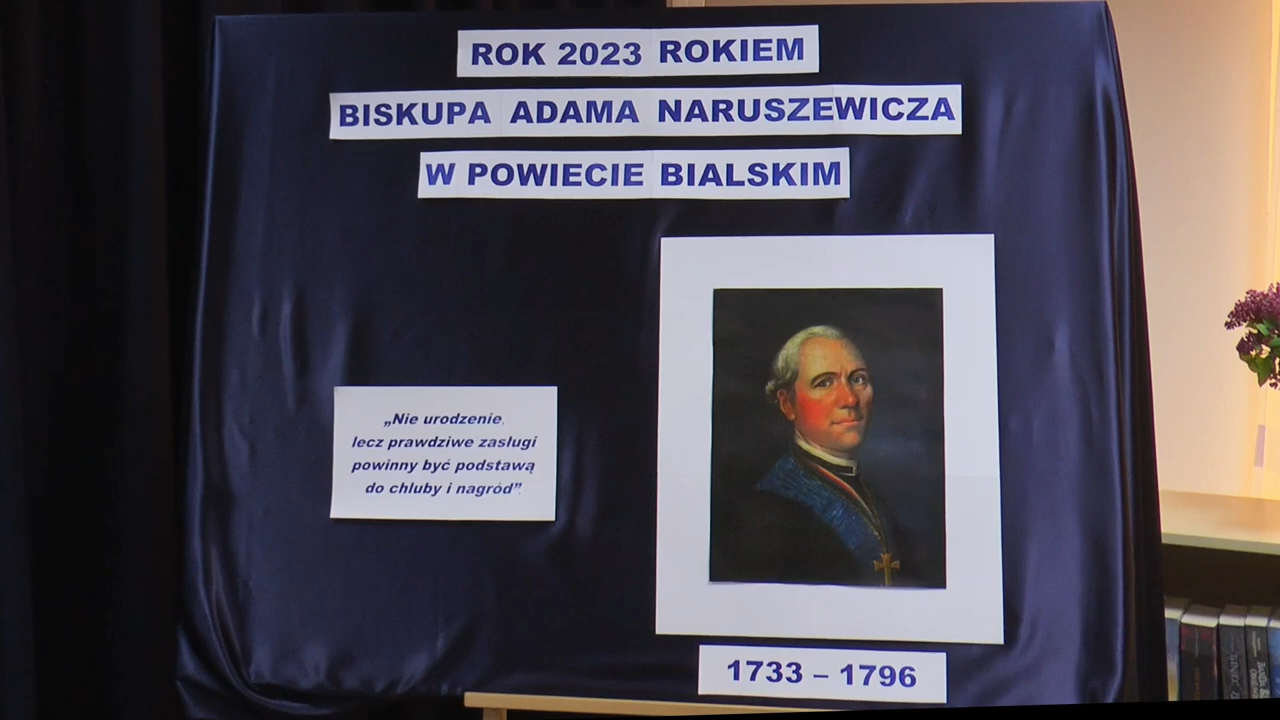 ROK 2023 ROKIEM
BISKUPA ADAMA NARUSZEWICZA
W POWIECIE BIALSKIM
„Nie urodzenie
lecz prawdziwe zasługi
powinny być podstawą
do chluby i nagród”
1733 – 1796